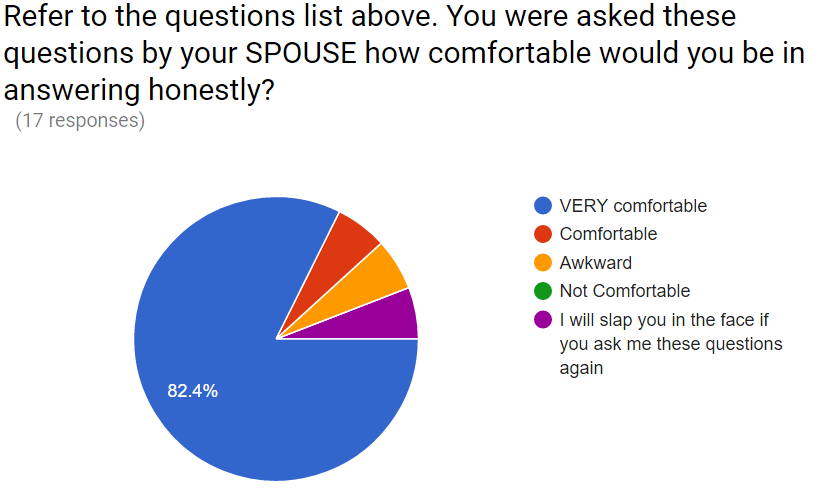 Refer to the questions list above. You were asked these
questions by your SPOUSE how comfortable would you be in
answering honestly?
(17 responses)
VERY comfortable
Comfortable
Awkward
Not Comfortable
I will slap you in the face if
you ask me these questions
again
82.4%